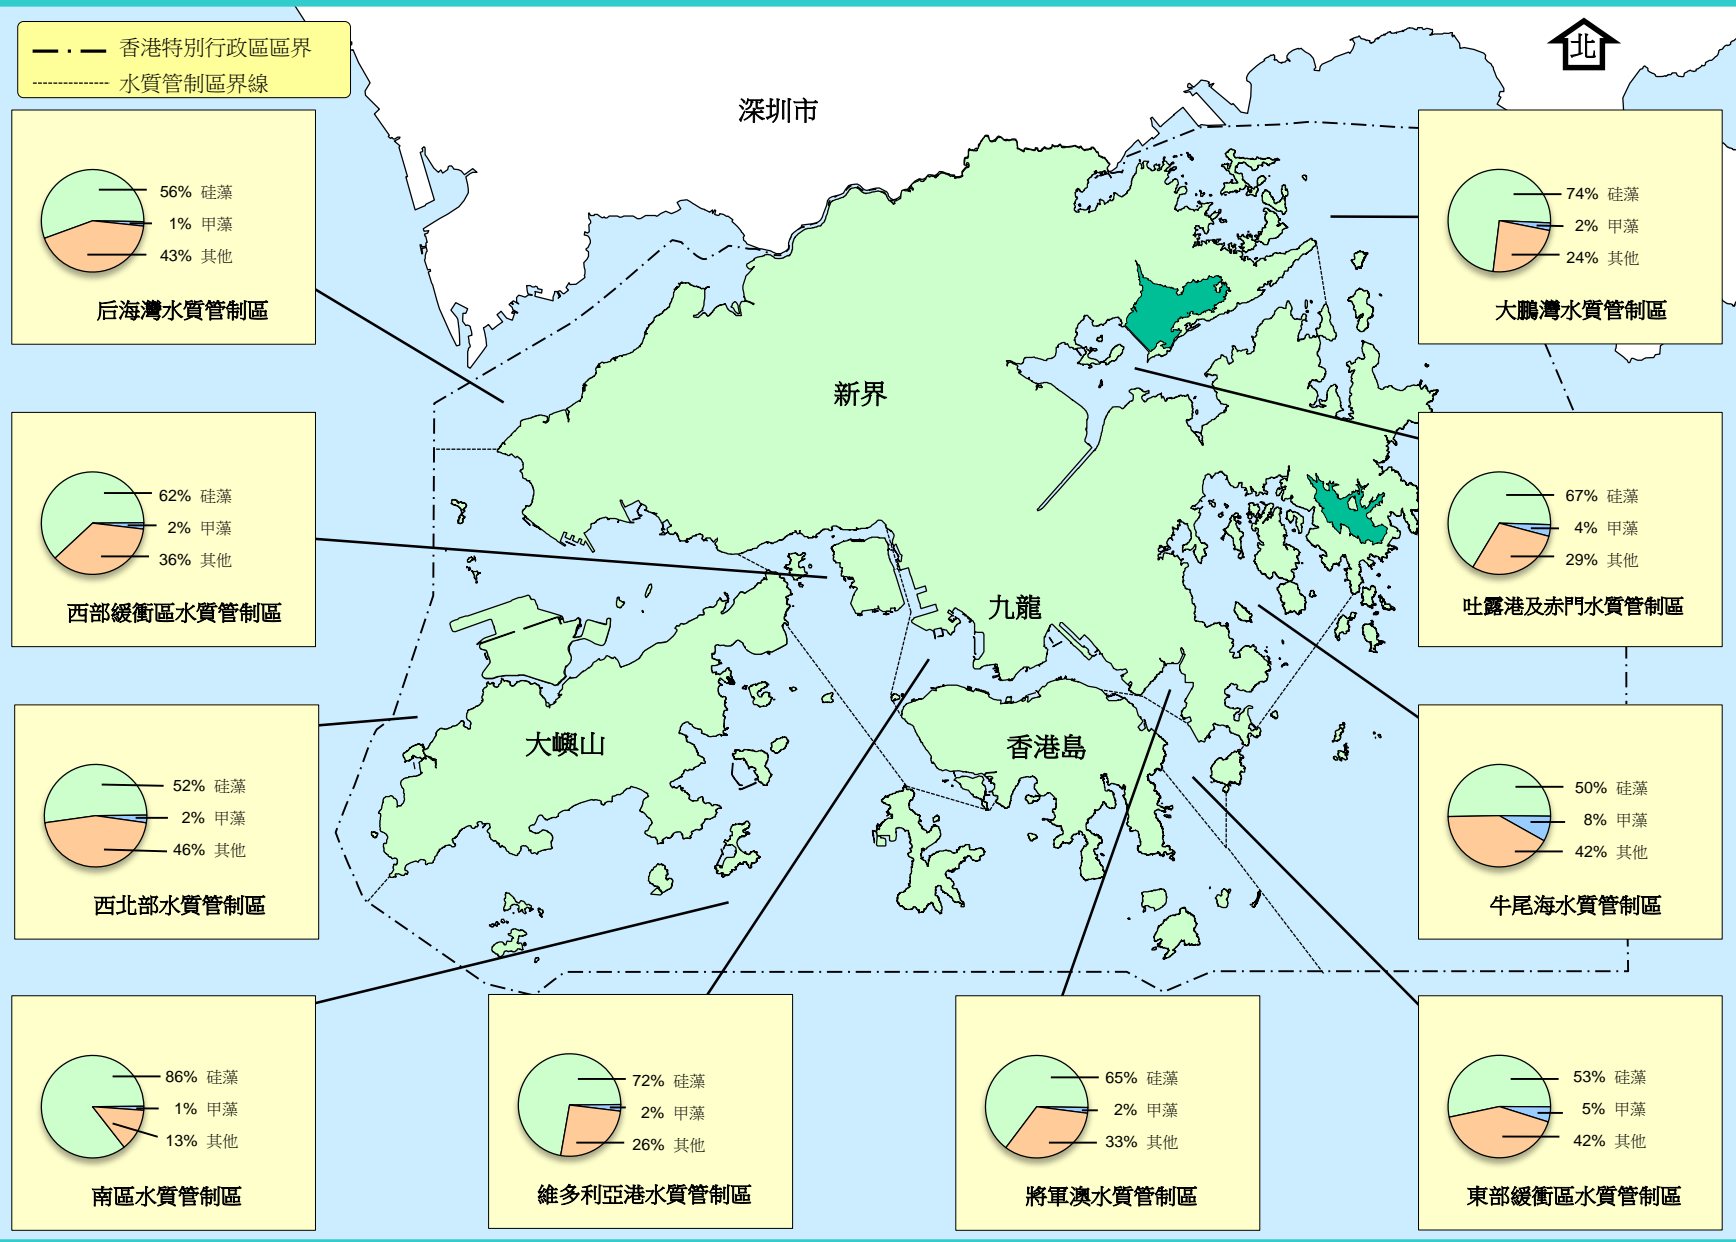 香港特別行政區區界
水質管制區界線
北
深圳市
新界
九龍
大嶼山
香港島
56% 硅藻
1% 甲藻
43% 其他
后海灣水質管制區
62% 硅藻
2% 甲藻
36% 其他
西部緩衝區水質管制區
52% 硅藻
2% 甲藻
46% 其他
西北部水質管制區
86% 硅藻
1% 甲藻
13% 其他
南區水質管制區
72% 硅藻
2% 甲藻
26% 其他
維多利亞港水質管制區
65% 硅藻
2% 甲藻
33% 其他
將軍澳水質管制區
74% 硅藻
2% 甲藻
24% 其他
大鵬灣水質管制區
67% 硅藻
4% 甲藻
29% 其他
吐露港及赤門水質管制區
50% 硅藻
8% 甲藻
42% 其他
牛尾海水質管制區
53% 硅藻
5% 甲藻
42% 其他
東部緩衝區水質管制區